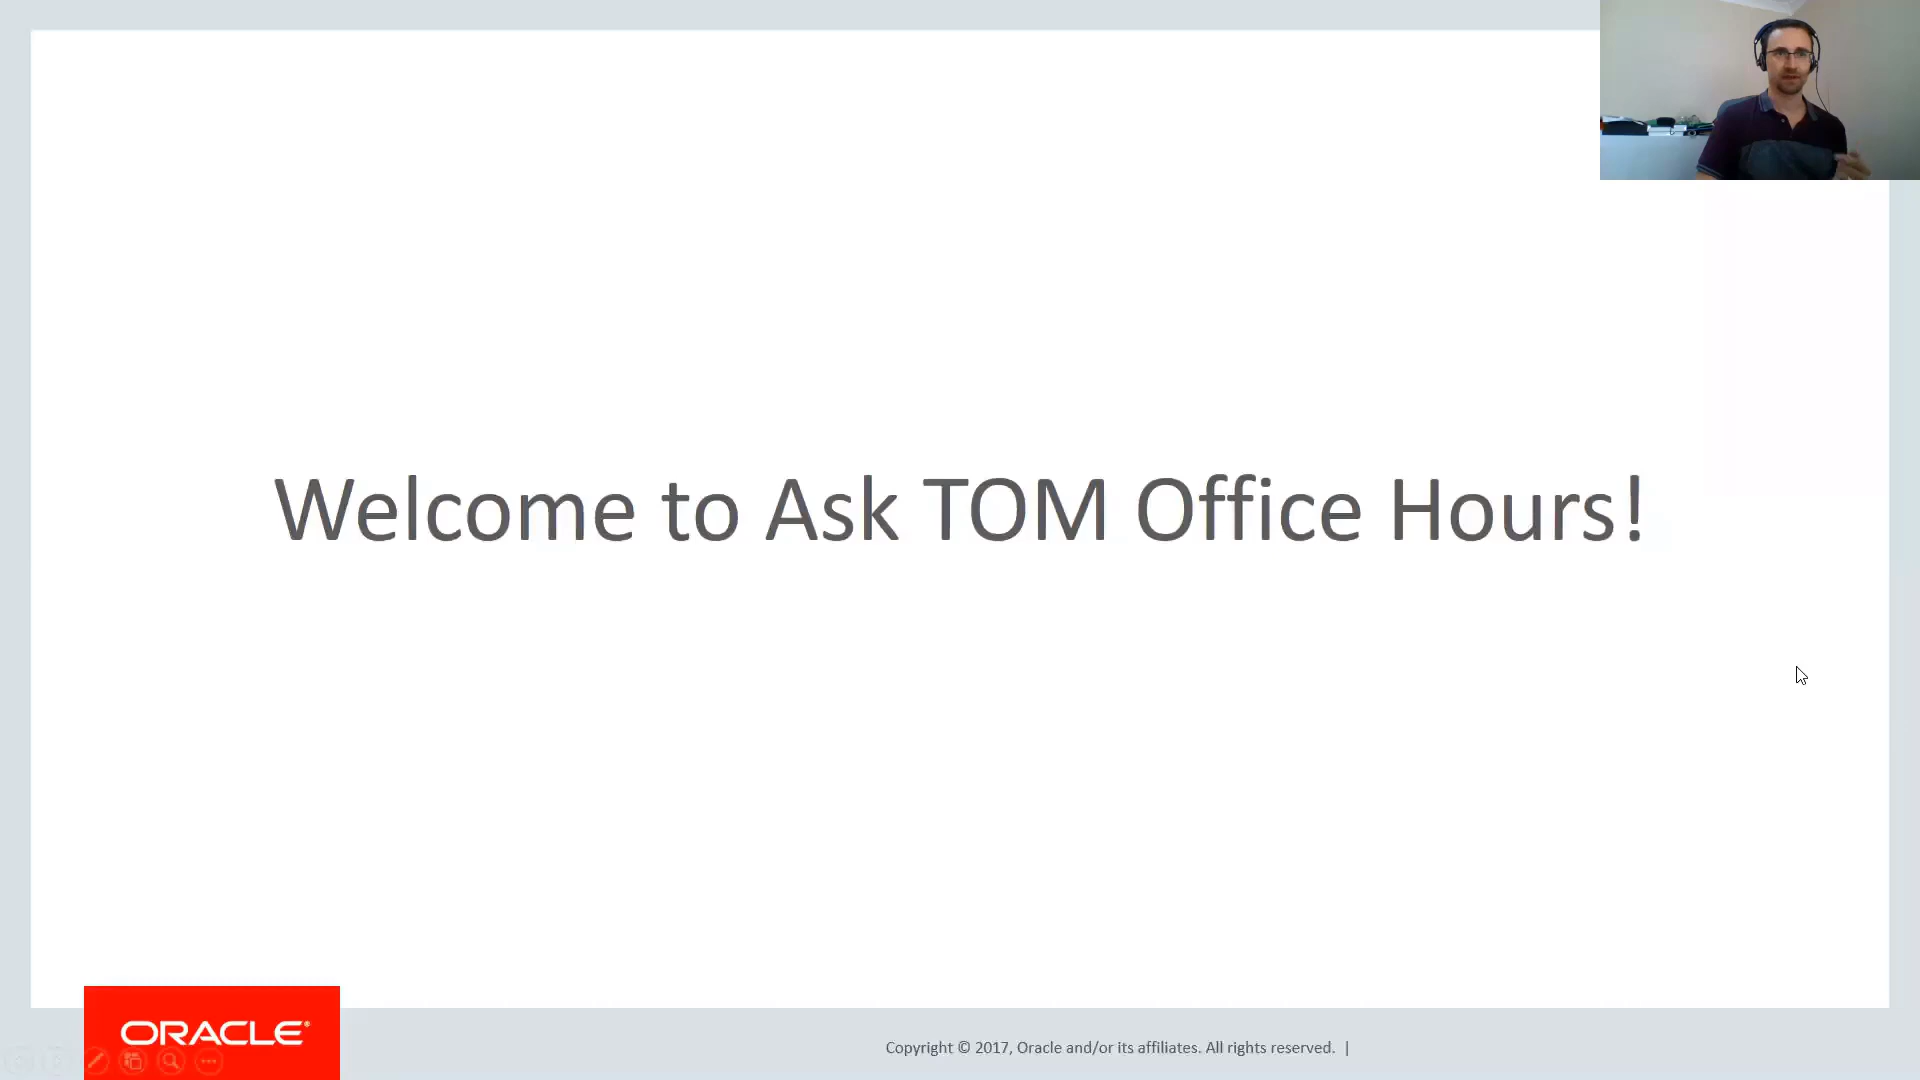 Welcome to Ask TOM Office Hours!
ORACLE®
Copyright © 2017, Oracle and/or its affiliates. All rights reserved. |